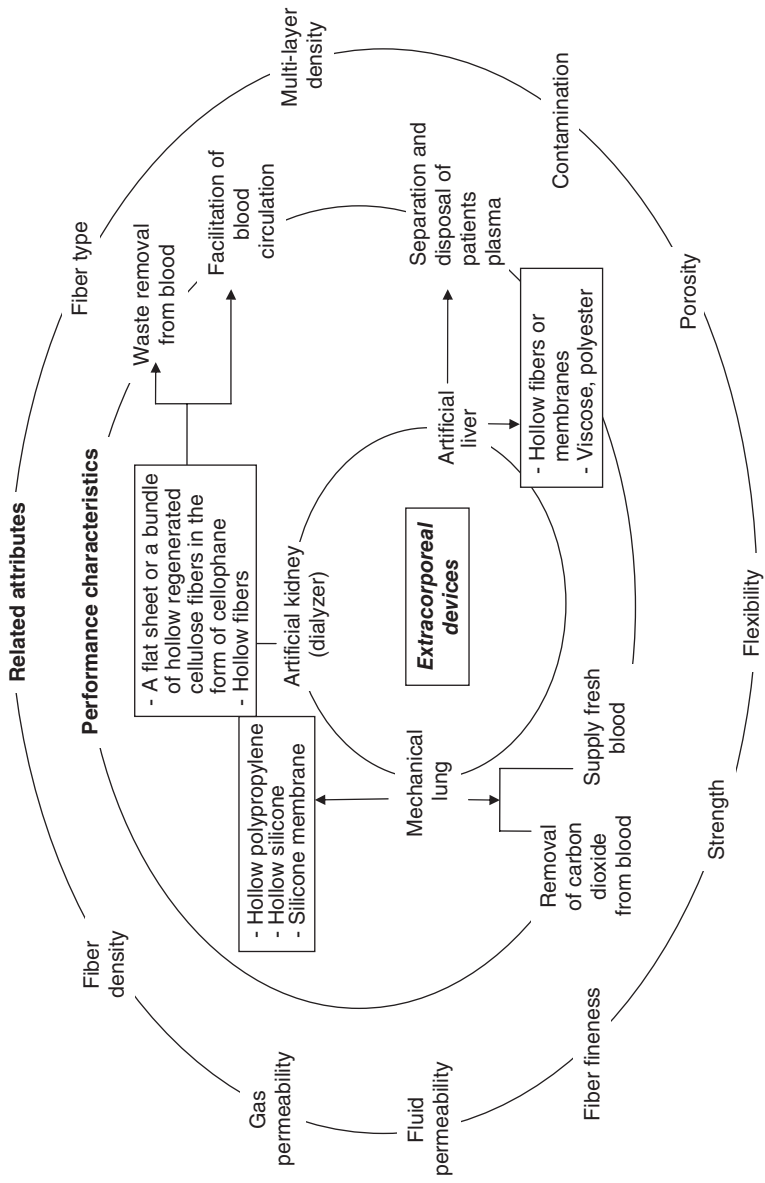 Related attributes
Performance characteristics
Fiber type
Multi-layer
density
Contamination
Porosity
Flexibility
Strength
Fiber fineness
Fluid
permeability
Gas
permeability
Fiber
density
Waste removal
from blood
Facilitation of
blood
circulation
Separation and
disposal of
patients
plasma
Supply fresh
blood
Removal
of carbon
dioxide
from blood
- A flat sheet or a bundle
of hollow regenerated
cellulose fibers in the
form of cellophane
- Hollow fibers
Artificial kidney
(dialyzer)
- Hollow polypropylene
- Hollow silicone
- Silicone membrane
Mechanical
lung
Artificial
liver
- Hollow fibers or
membranes
- Viscose, polyester
Extracorporeal
devices